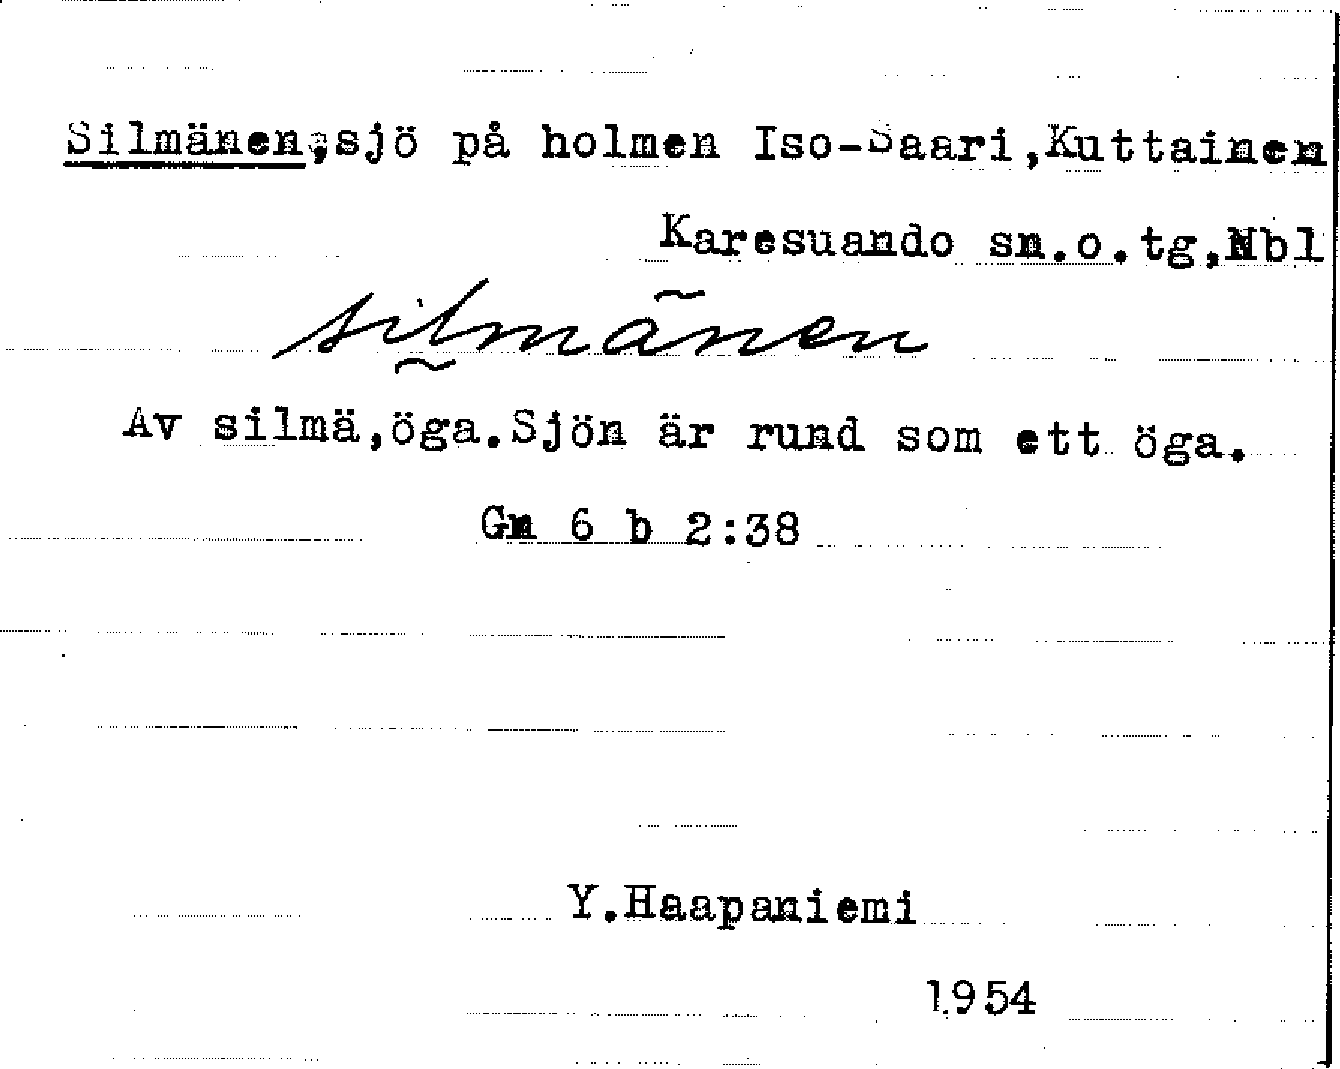 Silmänen,sjö på holmen Iso-Saari,Kuttainen
Karesuando sn.o.tg,Nbl
silmänen
Av silmä,öga.Sjön är rund som ett öga.
Gm 6 b 2:38
Y.Haapaniemi
1954